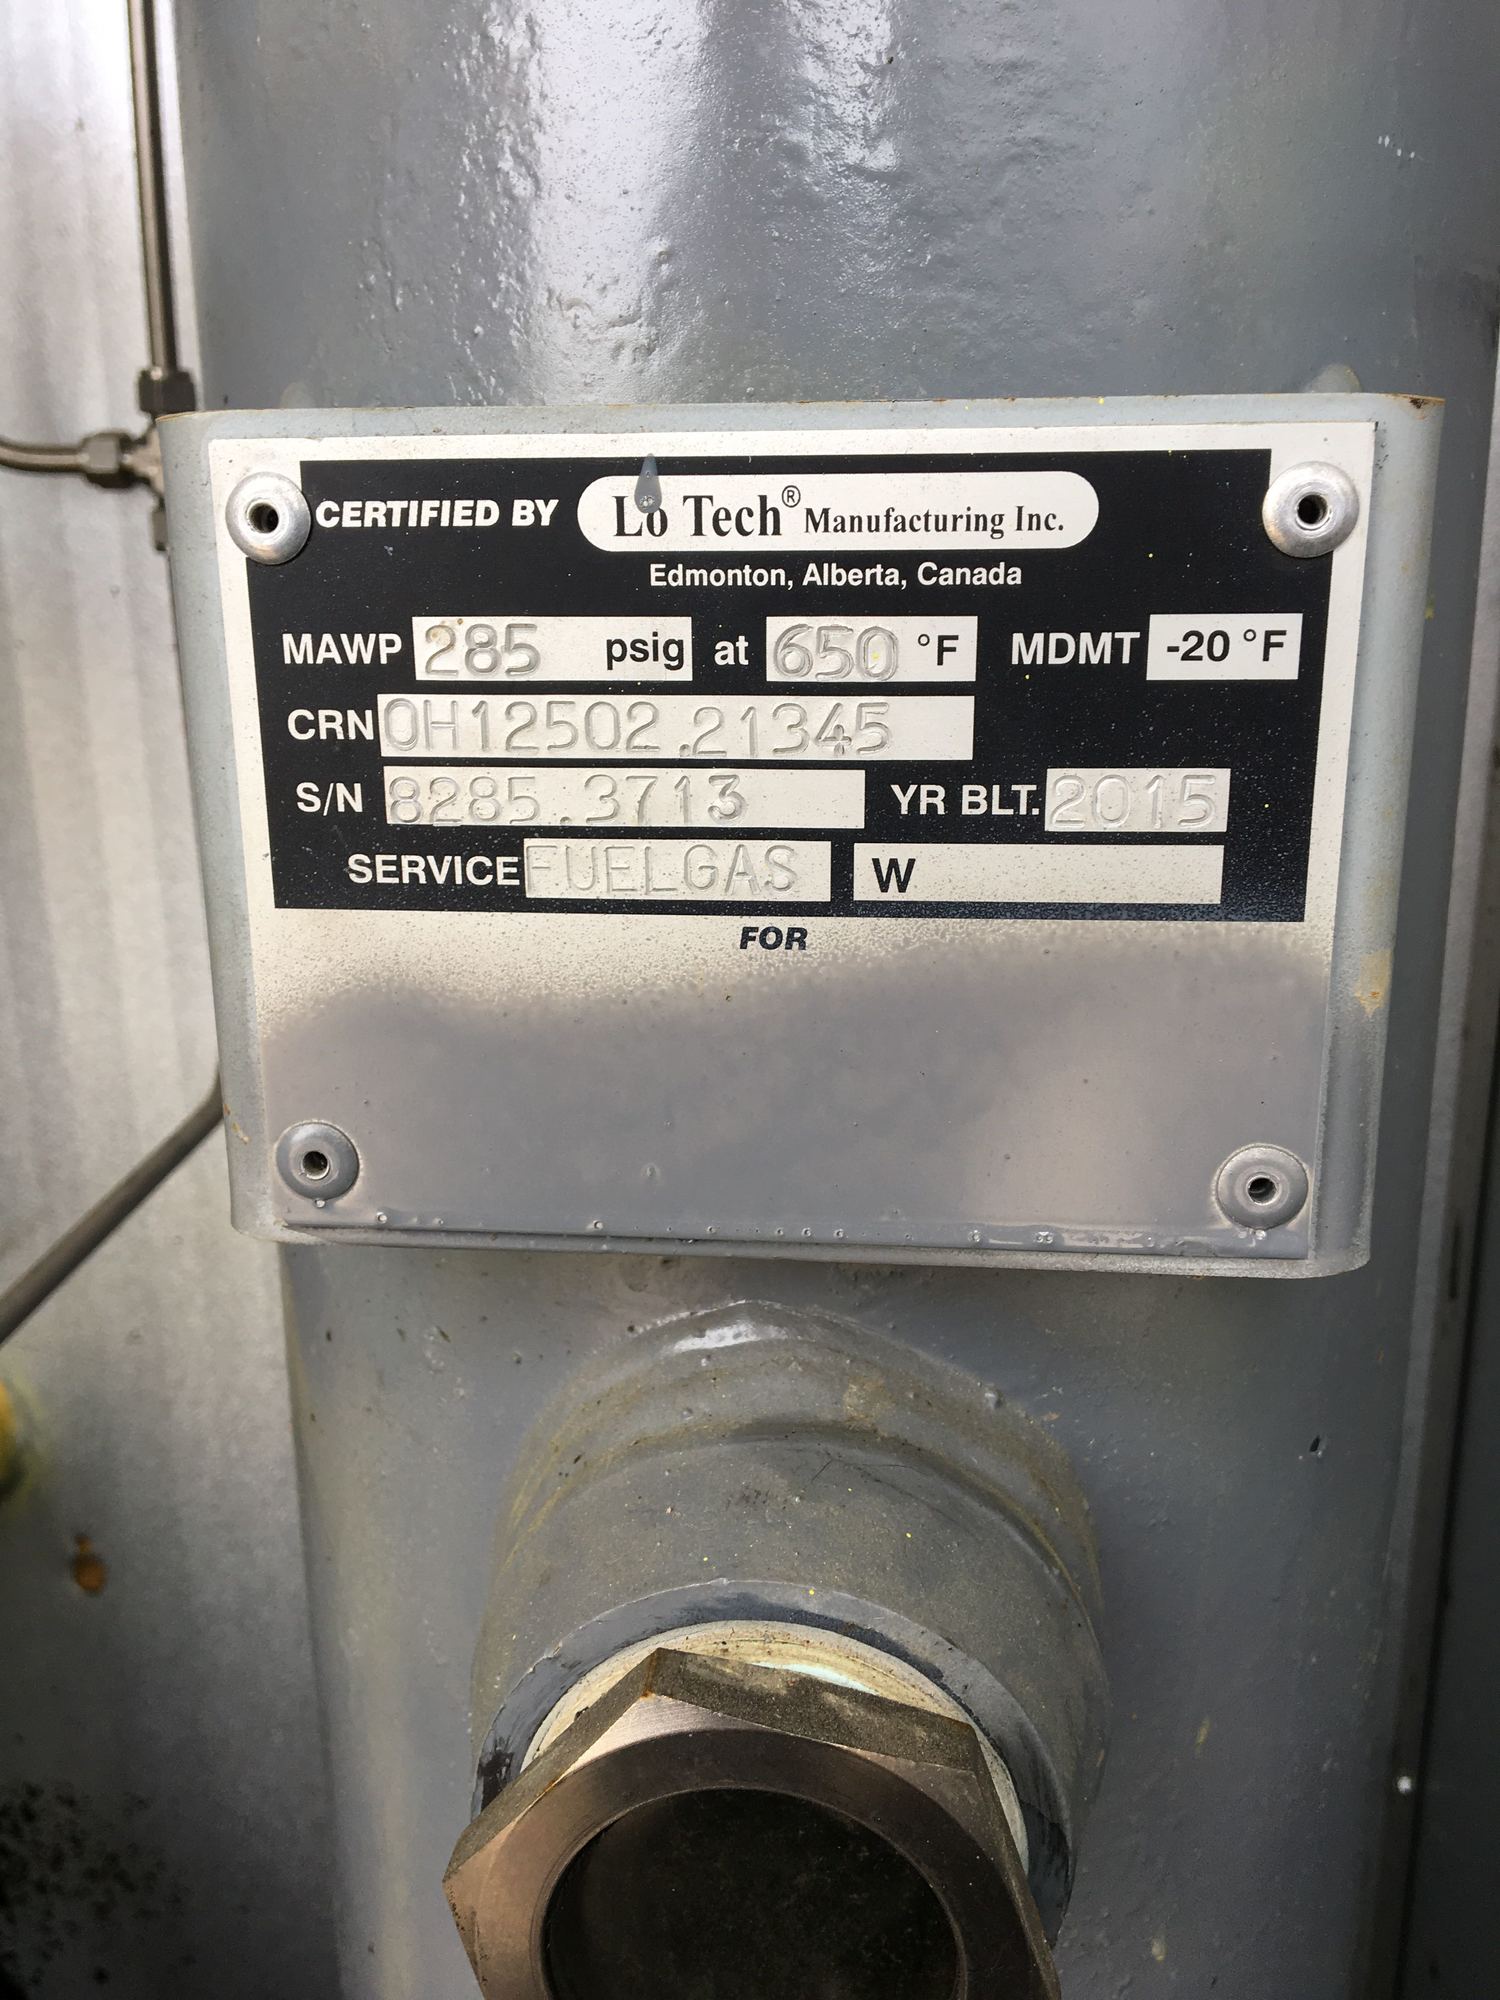 CERTIFIED BY Lo Tech® Manufacturing Inc.
Edmonton, Alberta, Canada
MAWP 285 psig at 650 °F MDMT -20 °F
CRN 0H12502.21345
S/N 8285.3713 YR BLT. 2015
SERVICE FUELGAS W
FOR